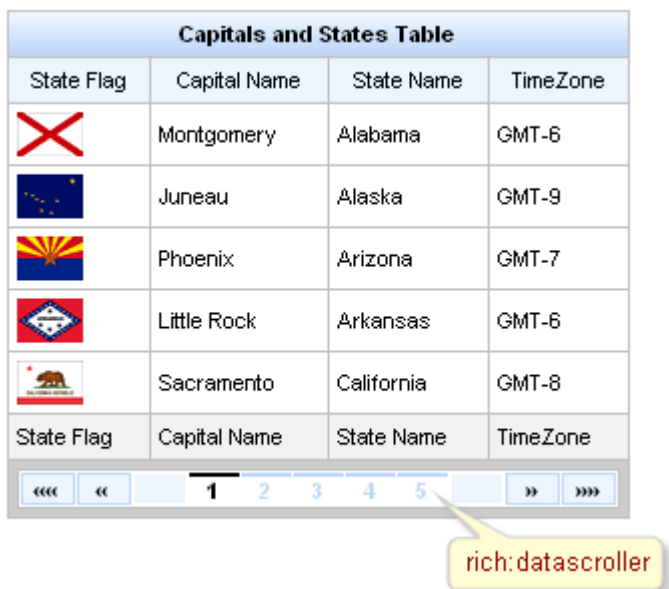 Capitals and States Table
State Flag Capital Name State Name TimeZone
Montgomery Alabama GMT-6
Juneau Alaska GMT-9
Phoenix Arizona GMT-7
Little Rock Arkansas GMT-6
Sacramento California GMT-8
State Flag Capital Name State Name TimeZone
«« « 1 2 3 4 5 » »»
rich:datascroller